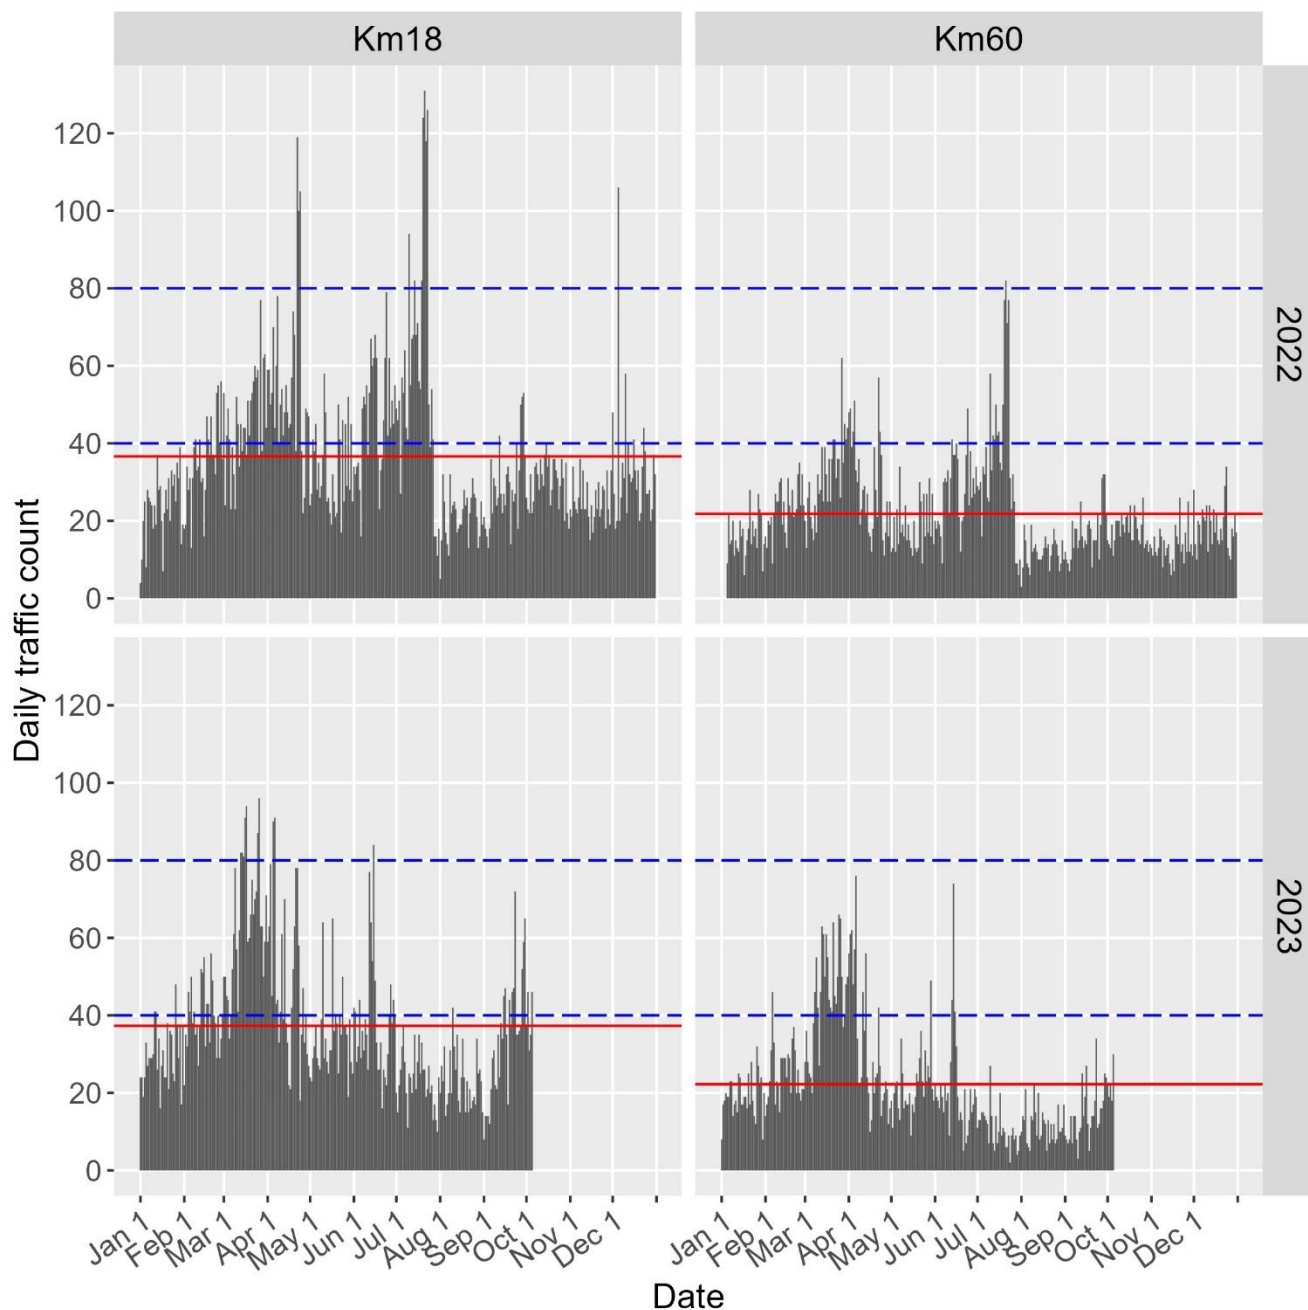 Km18
Km60
Daily traffic count
120
100
80
60
40
20
0
2022
120
100
80
60
40
20
0
2023
Jan 1
Feb 1
Mar 1
Apr 1
May 1
Jun 1
Jul 1
Aug 1
Sep 1
Oct 1
Nov 1
Dec 1
Jan 1
Feb 1
Mar 1
Apr 1
May 1
Jun 1
Jul 1
Aug 1
Sep 1
Oct 1
Nov 1
Dec 1
Date